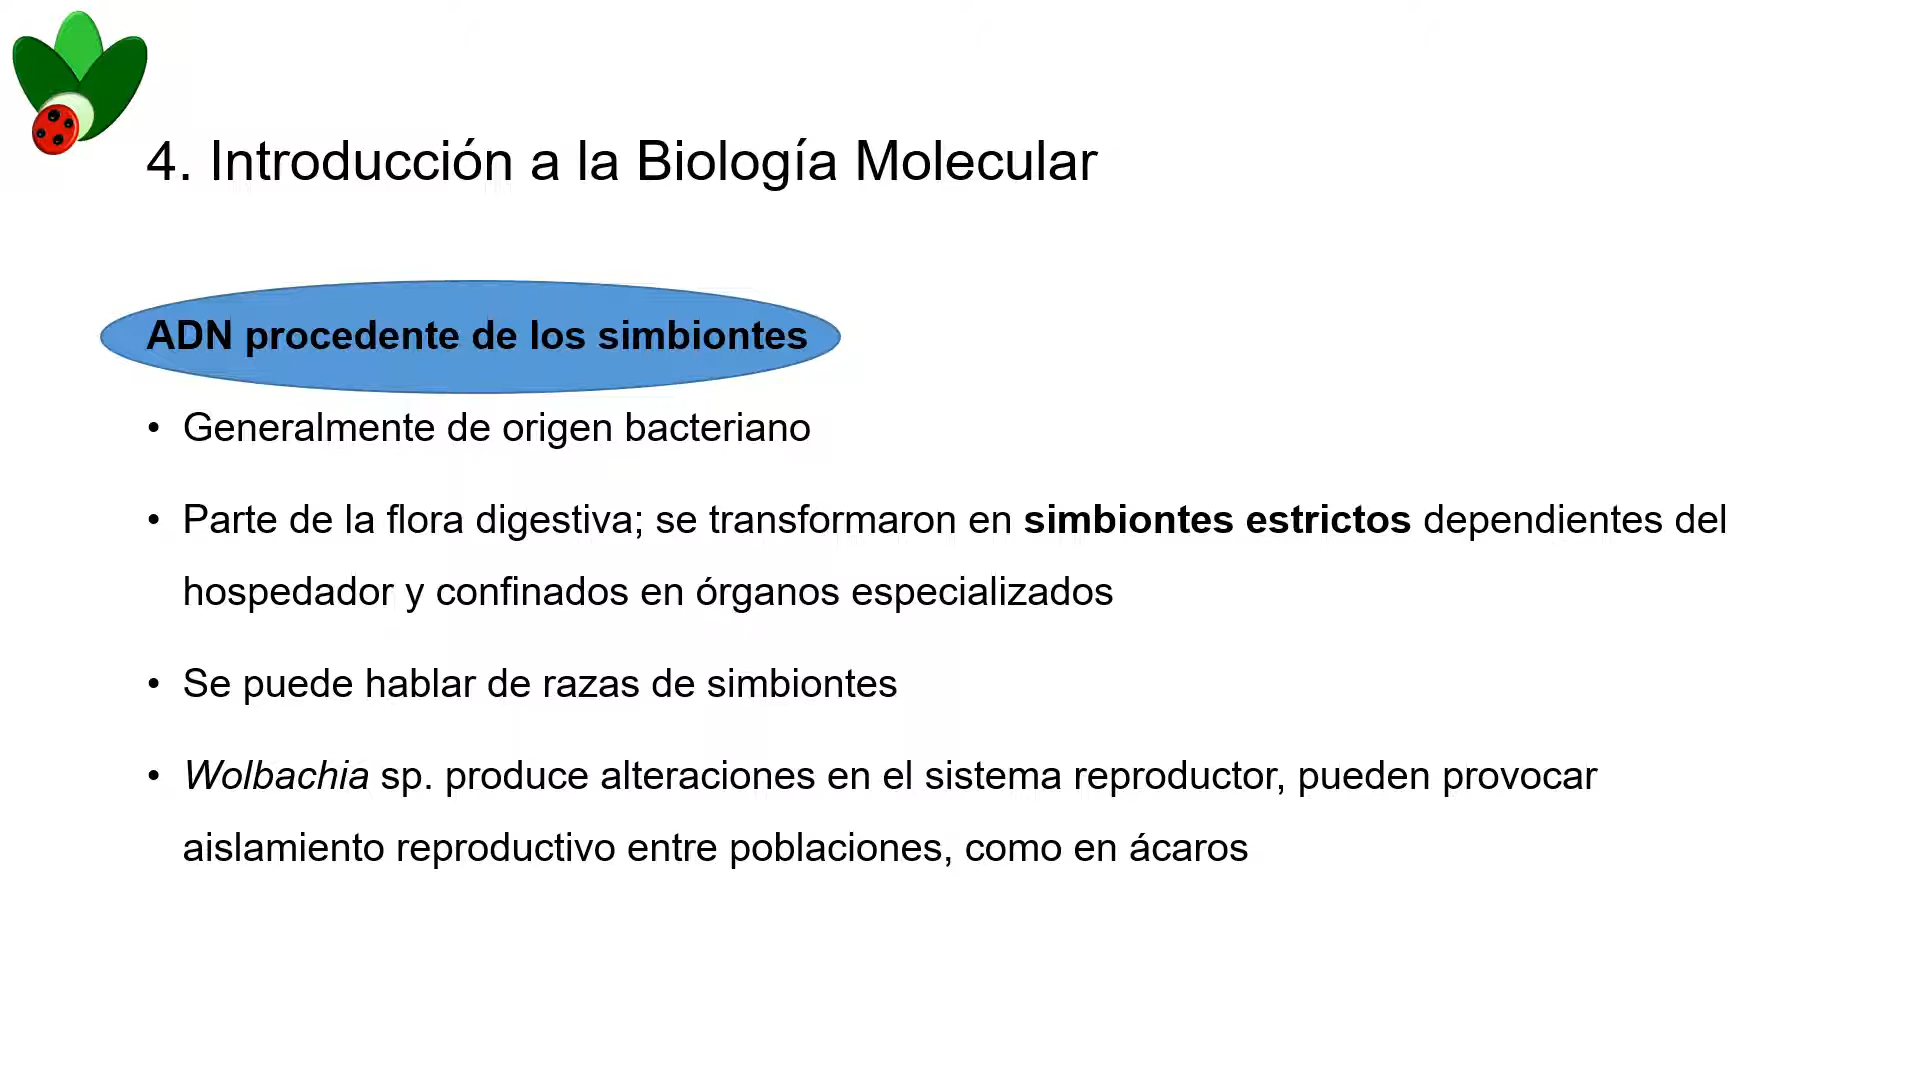 4. Introducción a la Biología Molecular
ADN procedente de los simbiontes
• Generalmente de origen bacteriano
• Parte de la flora digestiva; se transformaron en simbiontes estrictos dependientes del
hospedador y confinados en órganos especializados
• Se puede hablar de razas de simbiontes
• Wolbachia sp. produce alteraciones en el sistema reproductor, pueden provocar
aislamiento reproductivo entre poblaciones, como en ácaros